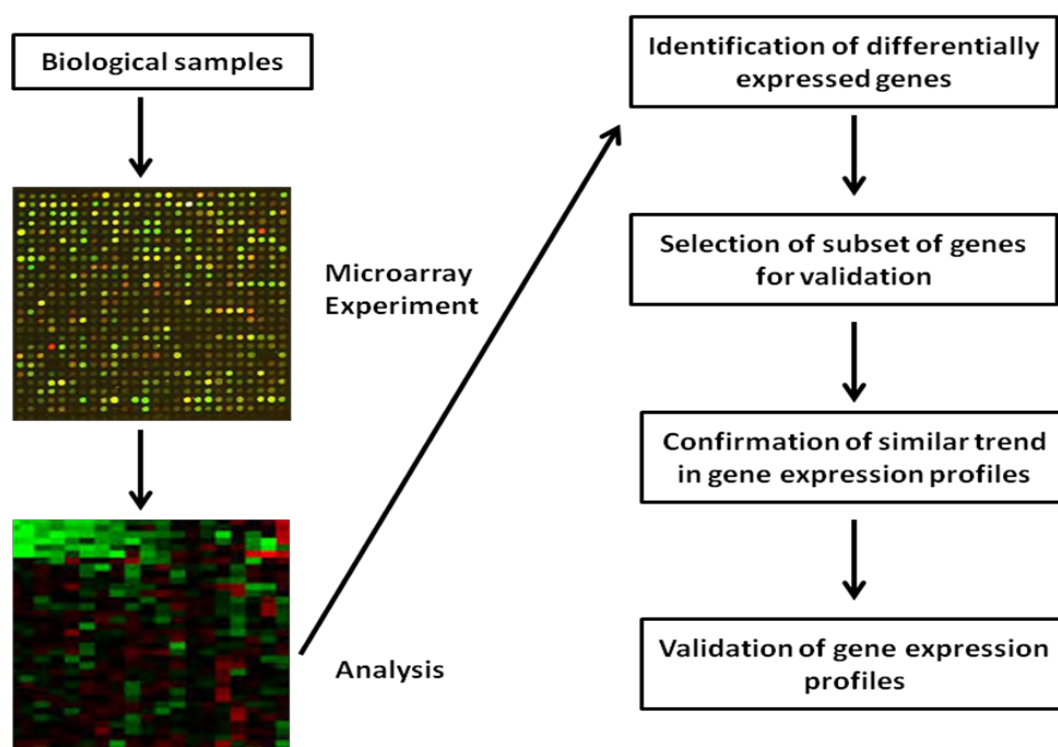 Biological samples
Microarray
Experiment
Analysis
Identification of differentially
expressed genes
Selection of subset of genes
for validation
Confirmation of similar trend
in gene expression profiles
Validation of gene expression
profiles